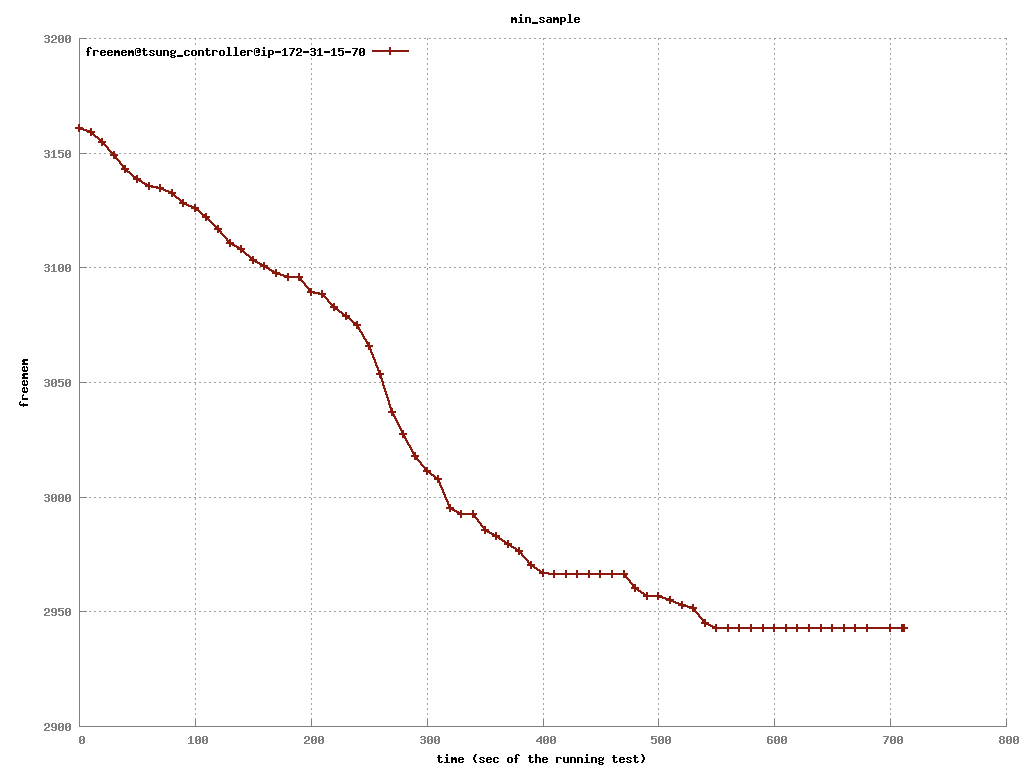 min_sample
freemem@tsung_controller@ip-172-31-15-70
3200
3150
3100
3050
3000
2950
2900
freemem
0 100 200 300 400 500 600 700 800
time (sec of the running test)